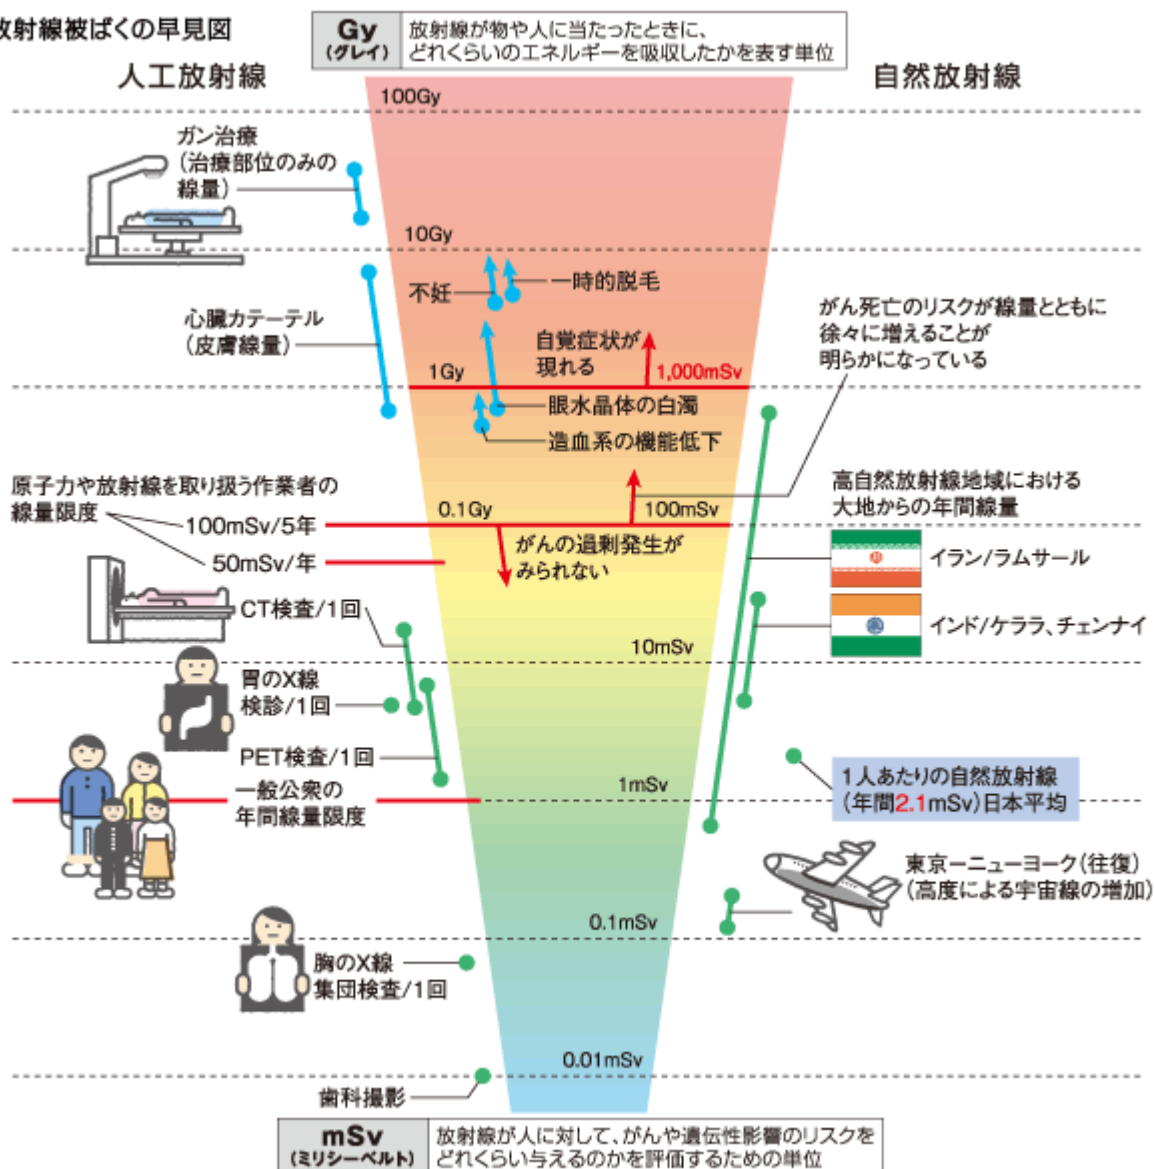 放射線被ばくの早見図
Gy
(グレイ)
放射線が物や人に当たったときに、
どれくらいのエネルギーを吸収したかを表す単位
人工放射線
自然放射線
100Gy
ガン治療
(治療部位のみの
線量)
10Gy
不妊
一時的脱毛
心臓カテーテル
(皮膚線量)
自覚症状が
現れる
がん死亡のリスクが線量とともに
徐々に増えることが
明らかになっている
1Gy
1,000mSv
眼水晶体の白濁
造血系の機能低下
原子力や放射線を取り扱う作業者の
線量限度
100mSv/5年
50mSv/年
0.1Gy
100mSv
がんの過剰発生が
みられない
高自然放射線地域における
大地からの年間線量
イラン/ラムサール
インド/ケララ、チェンナイ
CT検査/1回
10mSv
胃のX線
検診/1回
PET検査/1回
一般公衆の
年間線量限度
1mSv
1人あたりの自然放射線
(年間2.1mSv)日本平均
東京ーニューヨーク(往復)
(高度による宇宙線の増加)
0.1mSv
胸のX線
集団検査/1回
0.01mSv
歯科撮影
mSv
(ミリシーベルト)
放射線が人に対して、がんや遺伝性影響のリスクを
どれくらい与えるのかを評価するための単位